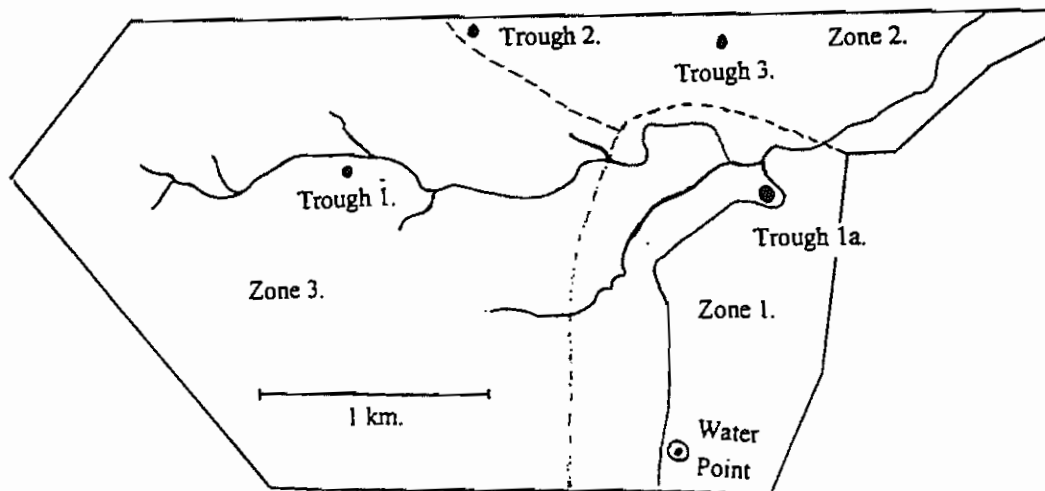 Trough 2.
Zone 2.
Trough 3.
Trough 1.
Trough 1a.
Zone 3.
Zone 1.
1 km.
Water
Point